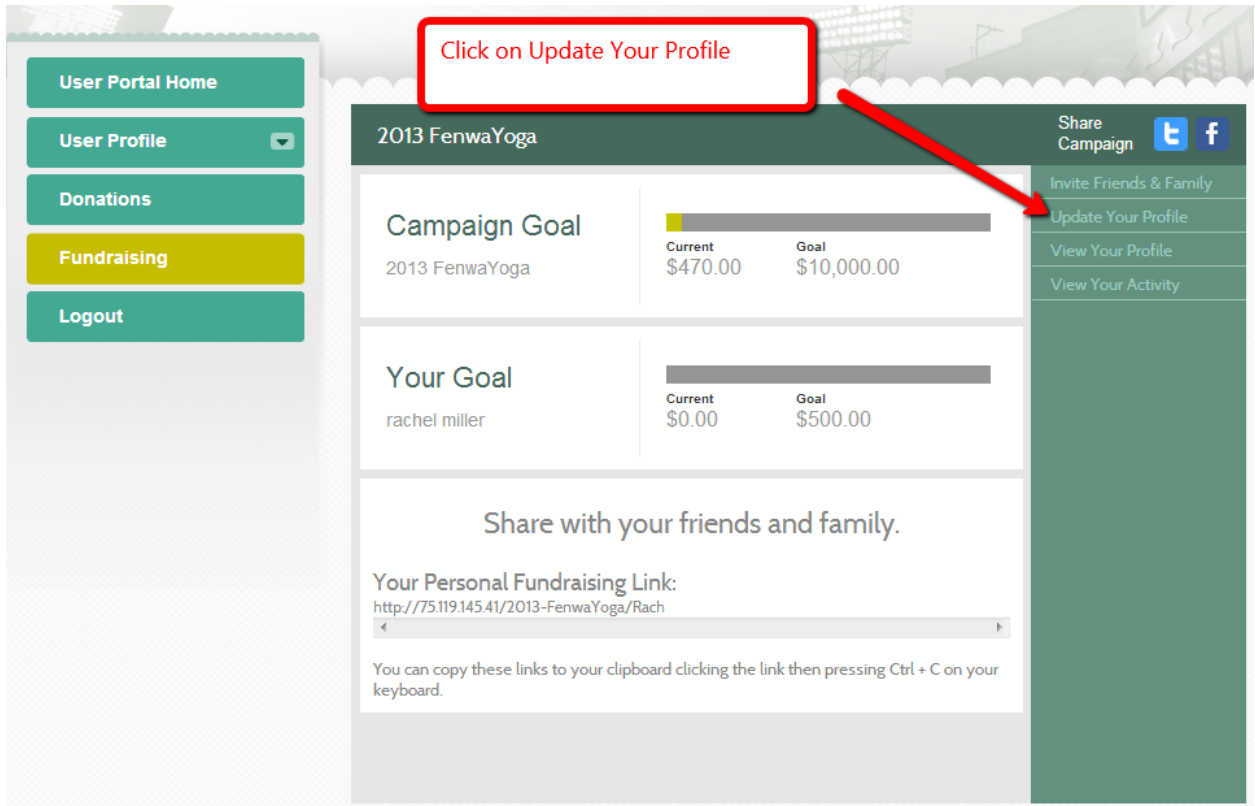 Click on Update Your Profile
User Portal Home
User Profile
Donations
Fundraising
Logout
2013 FenwaYoga
Share
Campaign
Campaign Goal
2013 FenwaYoga
Current
$470.00
Goal
$10,000.00
Your Goal
rachel miller
Current
$0.00
Goal
$500.00
Share with your friends and family.
Your Personal Fundraising Link:
http://75.119.145.41/2013-FenwaYoga/Rach
You can copy these links to your clipboard clicking the link then pressing Ctrl + C on your
keyboard.
Invite Friends & Family
Update Your Profile
View Your Profile
View Your Activity